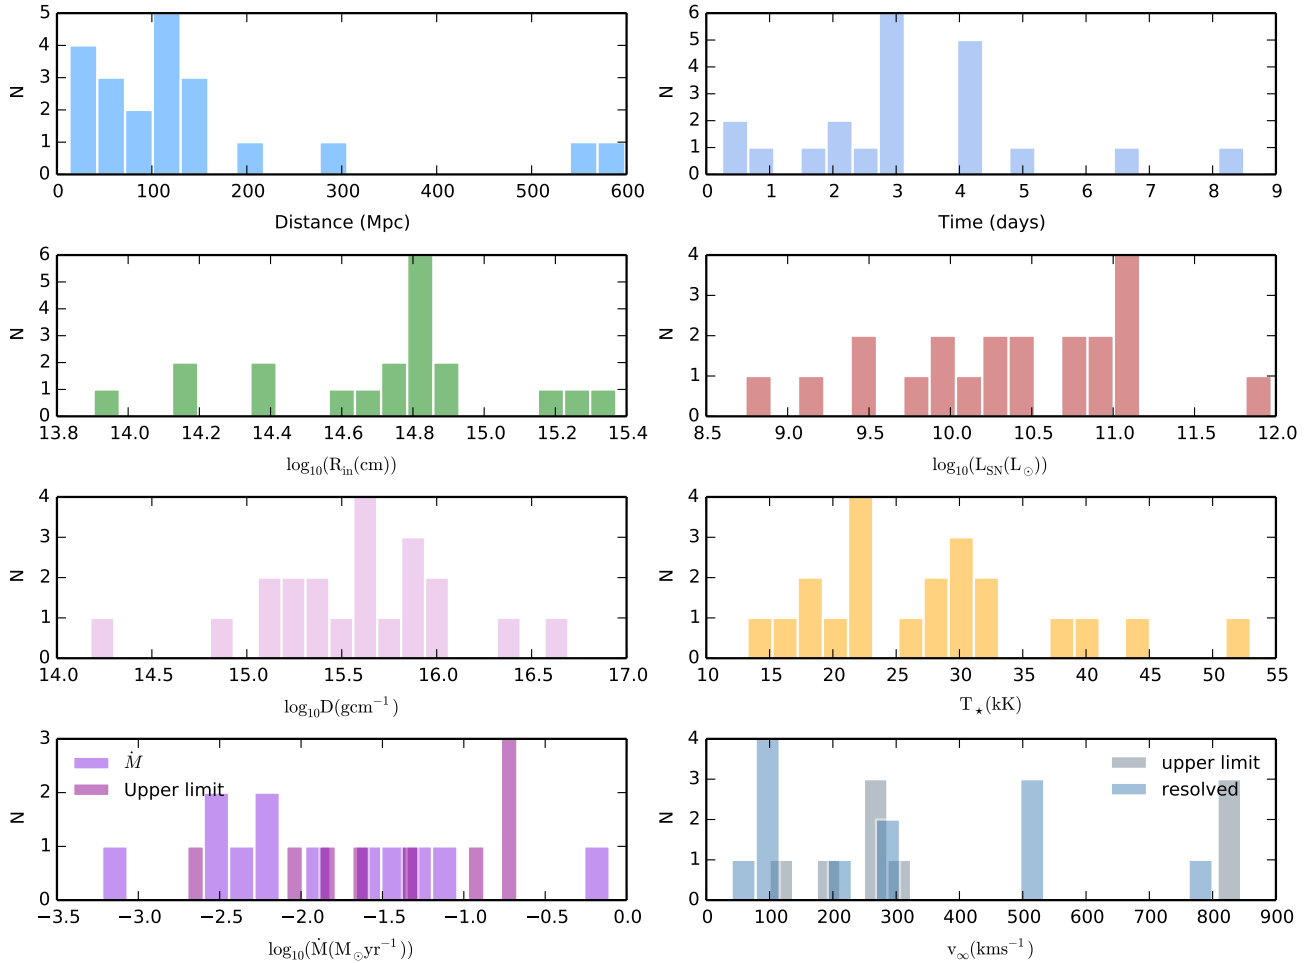 5
4
3
2
1
0
N
0 100 200 300 400 500 600
Distance (Mpc)
6
5
4
3
2
1
0
N
0 1 2 3 4 5 6 7 8 9
Time (days)
6
5
4
3
2
1
0
N
13.8 14.0 14.2 14.4 14.6 14.8 15.0 15.2 15.4
log₁₀(R_in(cm))
4
3
2
1
0
N
8.5 9.0 9.5 10.0 10.5 11.0 11.5 12.0
log₁₀(L_SN(L_⊙))
4
3
2
1
0
N
14.0 14.5 15.0 15.5 16.0 16.5 17.0
log₁₀D(gcm⁻¹)
4
3
2
1
0
N
10 15 20 25 30 35 40 45 50 55
T_⋆(kK)
3
2
1
0
N
Ṁ
Upper limit
−3.5 −3.0 −2.5 −2.0 −1.5 −1.0 −0.5 0.0
log₁₀(Ṁ(M_⊙yr⁻¹))
4
3
2
1
0
N
upper limit
resolved
0 100 200 300 400 500 600 700 800 900
v_∞(kms⁻¹)